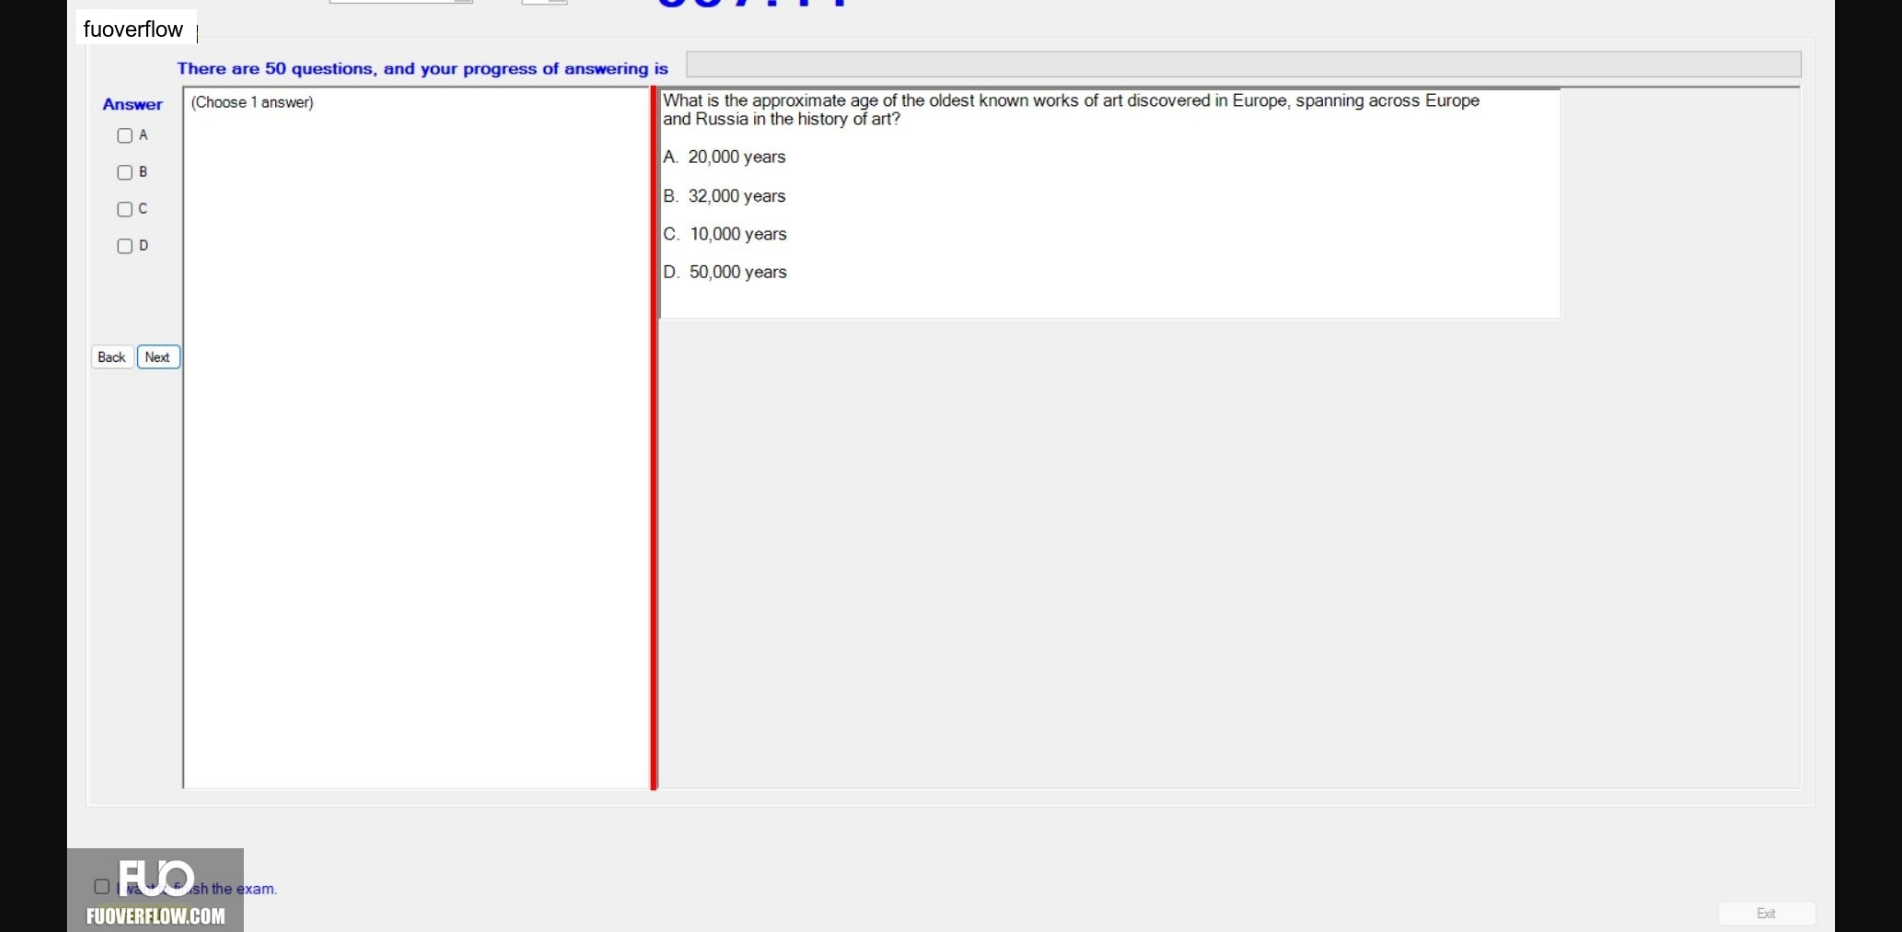 fuoverflow
There are 50 questions, and your progress of answering is
Answer
(Choose 1 answer)
What is the approximate age of the oldest known works of art discovered in Europe, spanning across Europe
and Russia in the history of art?
A
A. 20,000 years
B
B. 32,000 years
C
C. 10,000 years
D
D. 50,000 years
Back
Next
FUO
sh the exam.
FUOVERFLOW.COM
Exit